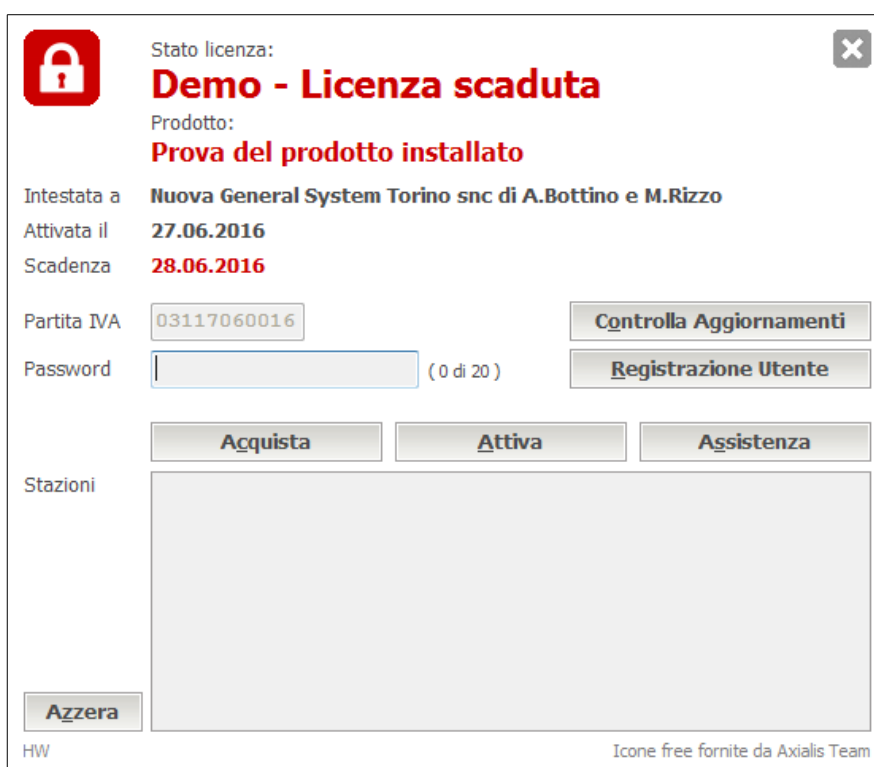 Stato licenza:
Demo - Licenza scaduta
Prodotto:
Prova del prodotto installato
Intestata a Nuova General System Torino snc di A.Bottino e M.Rizzo
Attivata il 27.06.2016
Scadenza 28.06.2016
Partita IVA 03117060016 Controlla Aggiornamenti
Password ( 0 di 20 ) Registrazione Utente
Acquista Attiva Assistenza
Stazioni
Azzera
HW Icone free fornite da Axialis Team